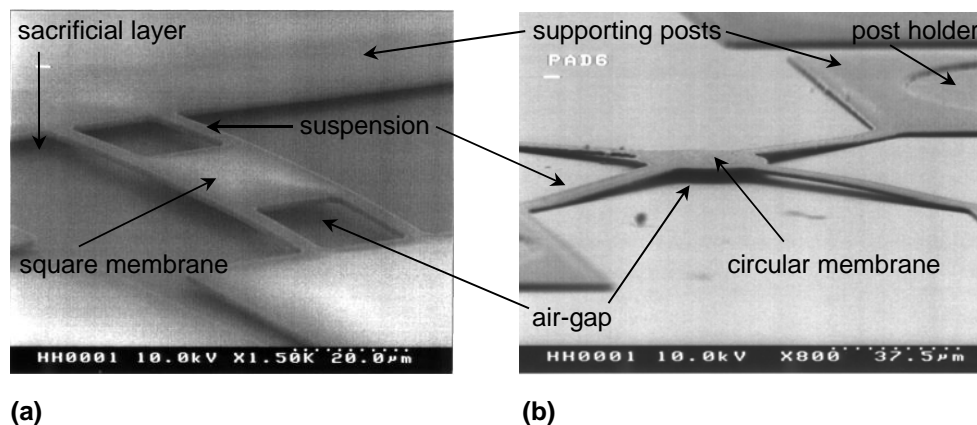 sacrificial layer
supporting posts
post holder
PAD6
suspension
square membrane
circular membrane
air-gap
HH0001 10.0kV X1.50K 20.0µm
HH0001 10.0kV X800 37.5µm
(a)
(b)